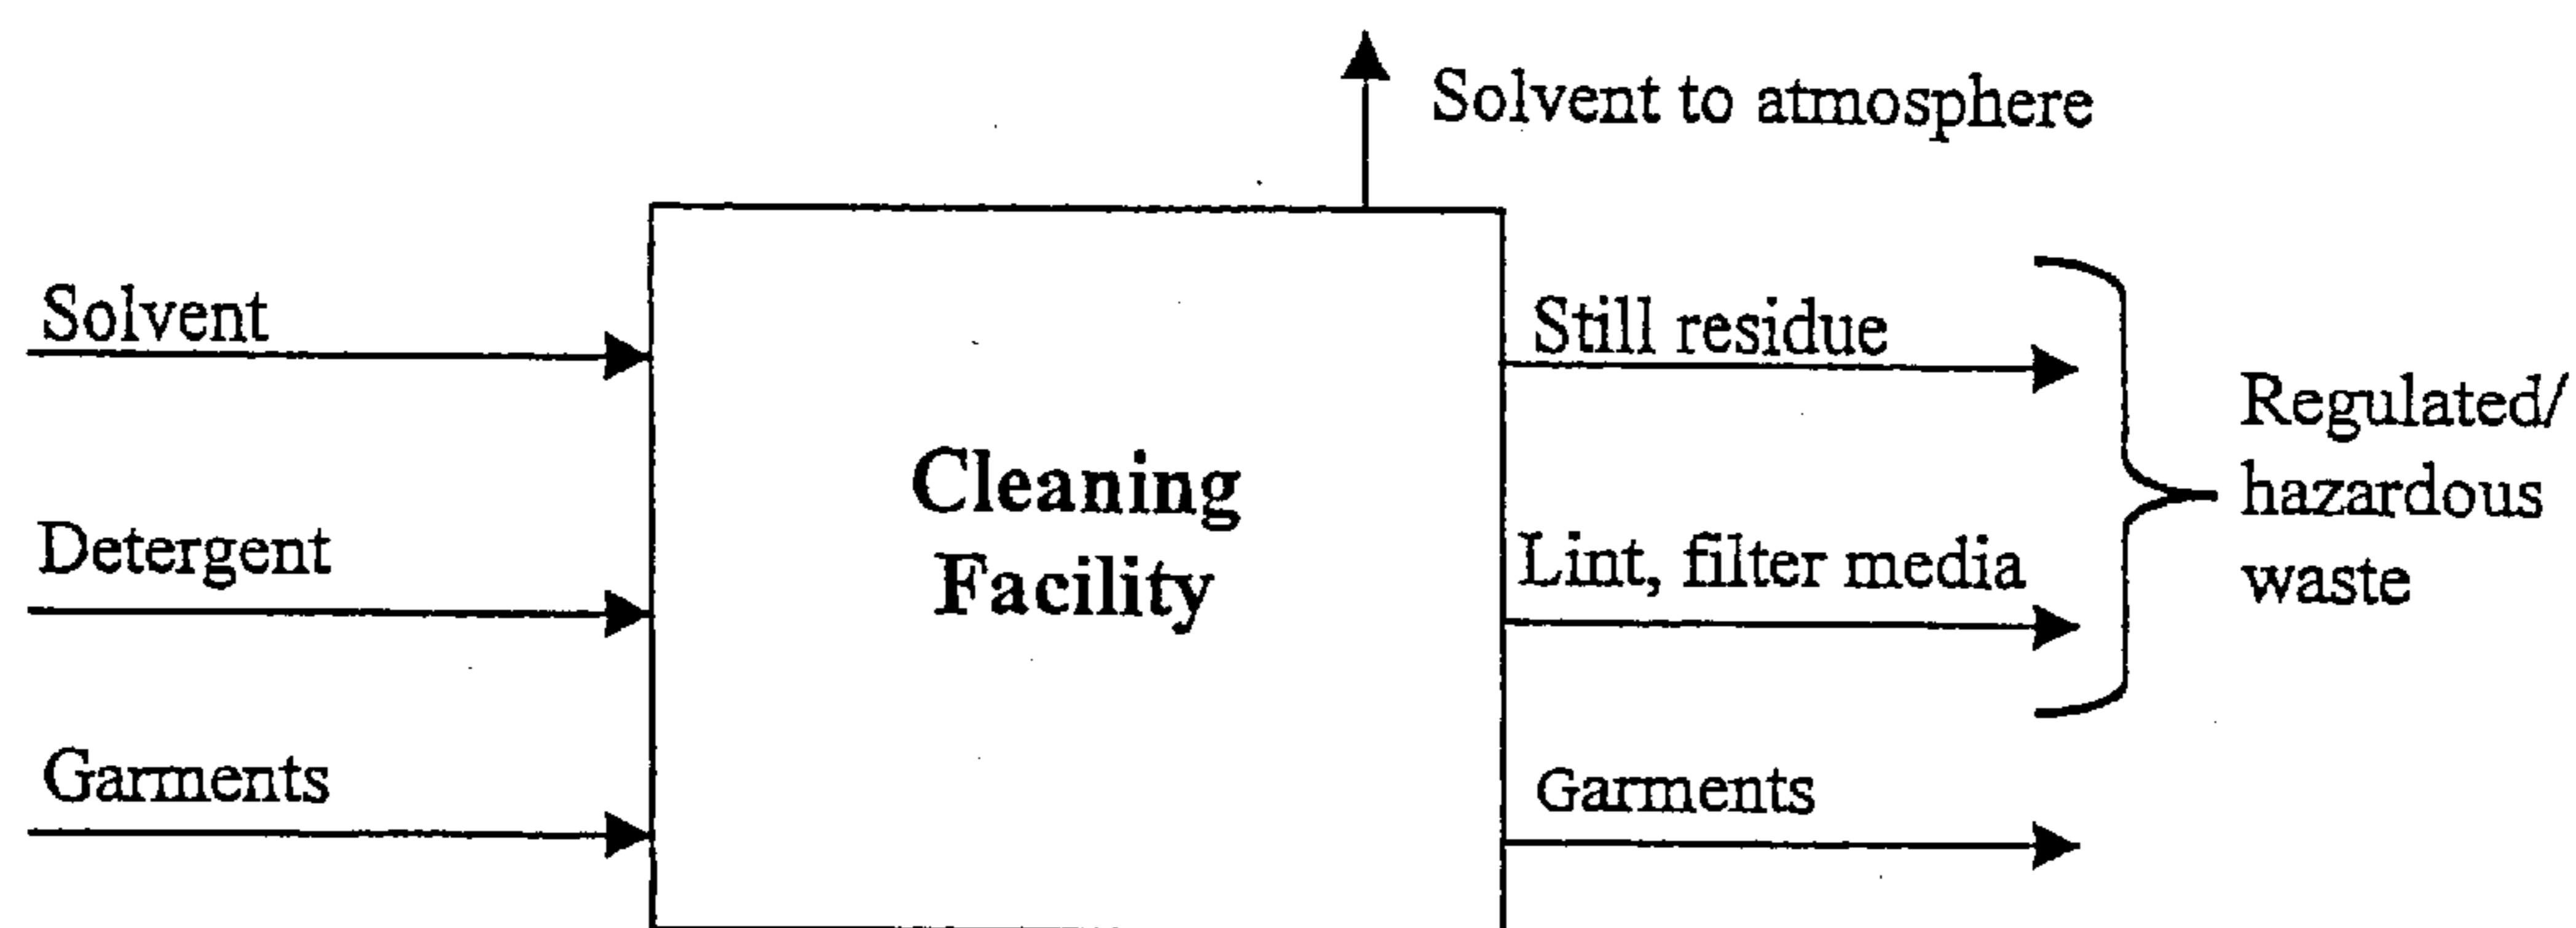 Solvent to atmosphere
Solvent
Still residue
Regulated/
hazardous
waste
Cleaning
Facility
Detergent
Lint, filter media
Garments
Garments